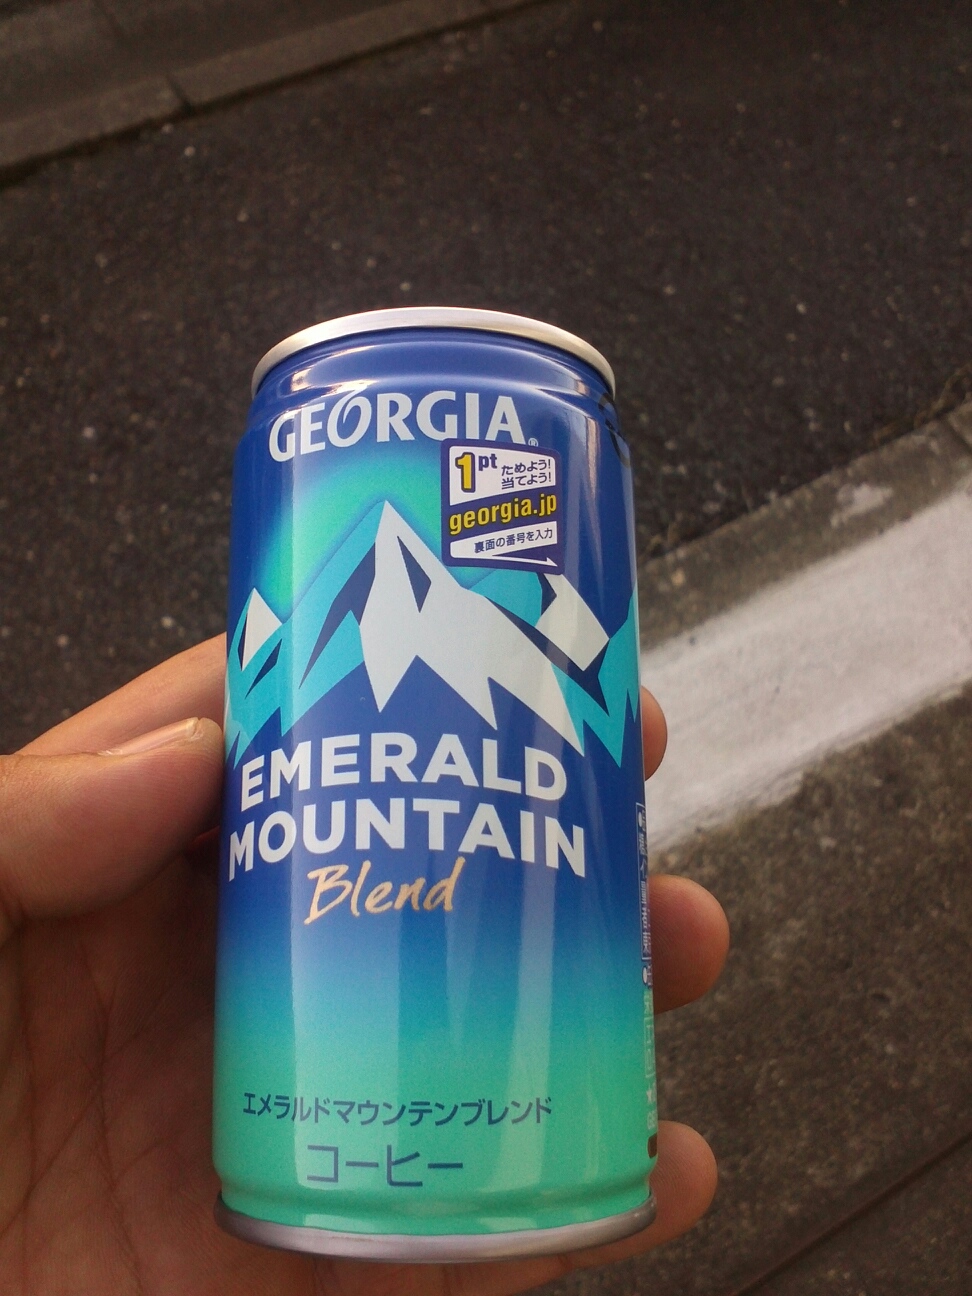 GEORGIA®
1pt ためよう!
当てよう!
georgia.jp
裏面の番号を入力
EMERALD
MOUNTAIN
Blend
エメラルドマウンテンブレンド
コーヒー